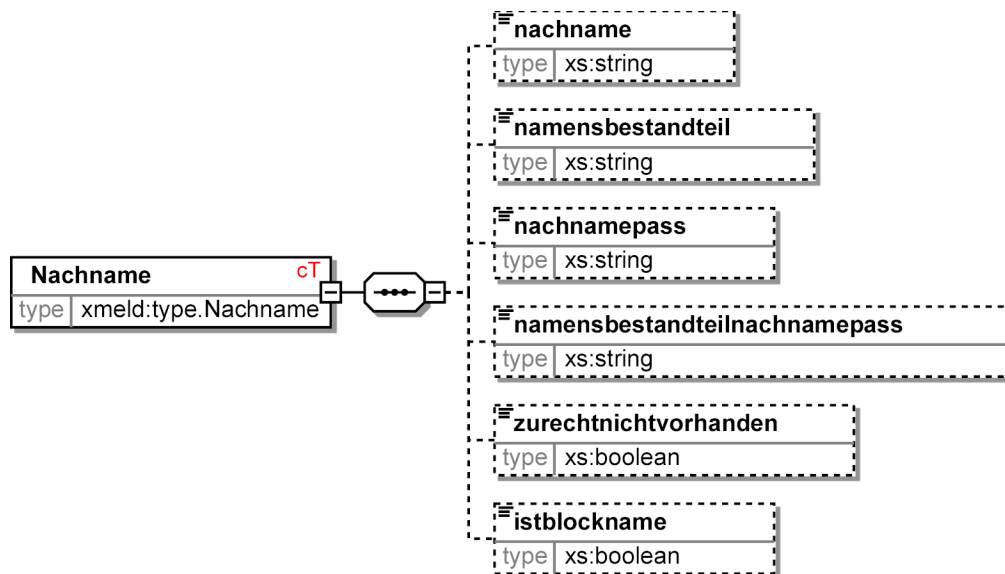 nachname
type xs:string
namensbestandteil
type xs:string
nachnamepass
type xs:string
Nachname cT
type xmeld:type.Nachname
namensbestandteilnachnamepass
type xs:string
zurechtnichtvorhanden
type xs:boolean
istblockname
type xs:boolean